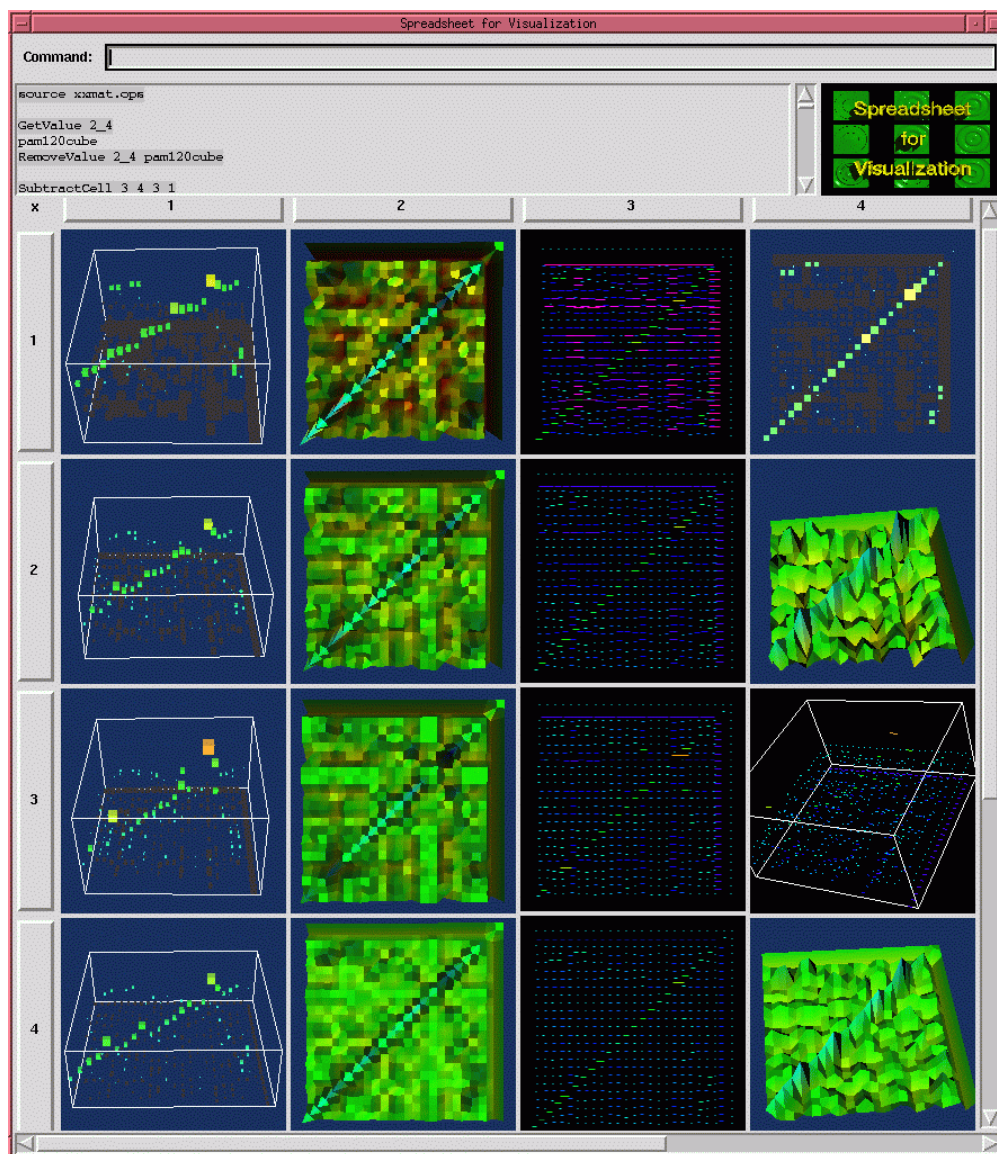 Spreadsheet for Visualization
Command:
source xxmat.ops
GetValue 2_4
pam120cube
RemoveValue 2_4 pam120cube
SubtractCell 3 4 3 1
Spreadsheet
for
Visualization
x 1 2 3 4
1
2
3
4